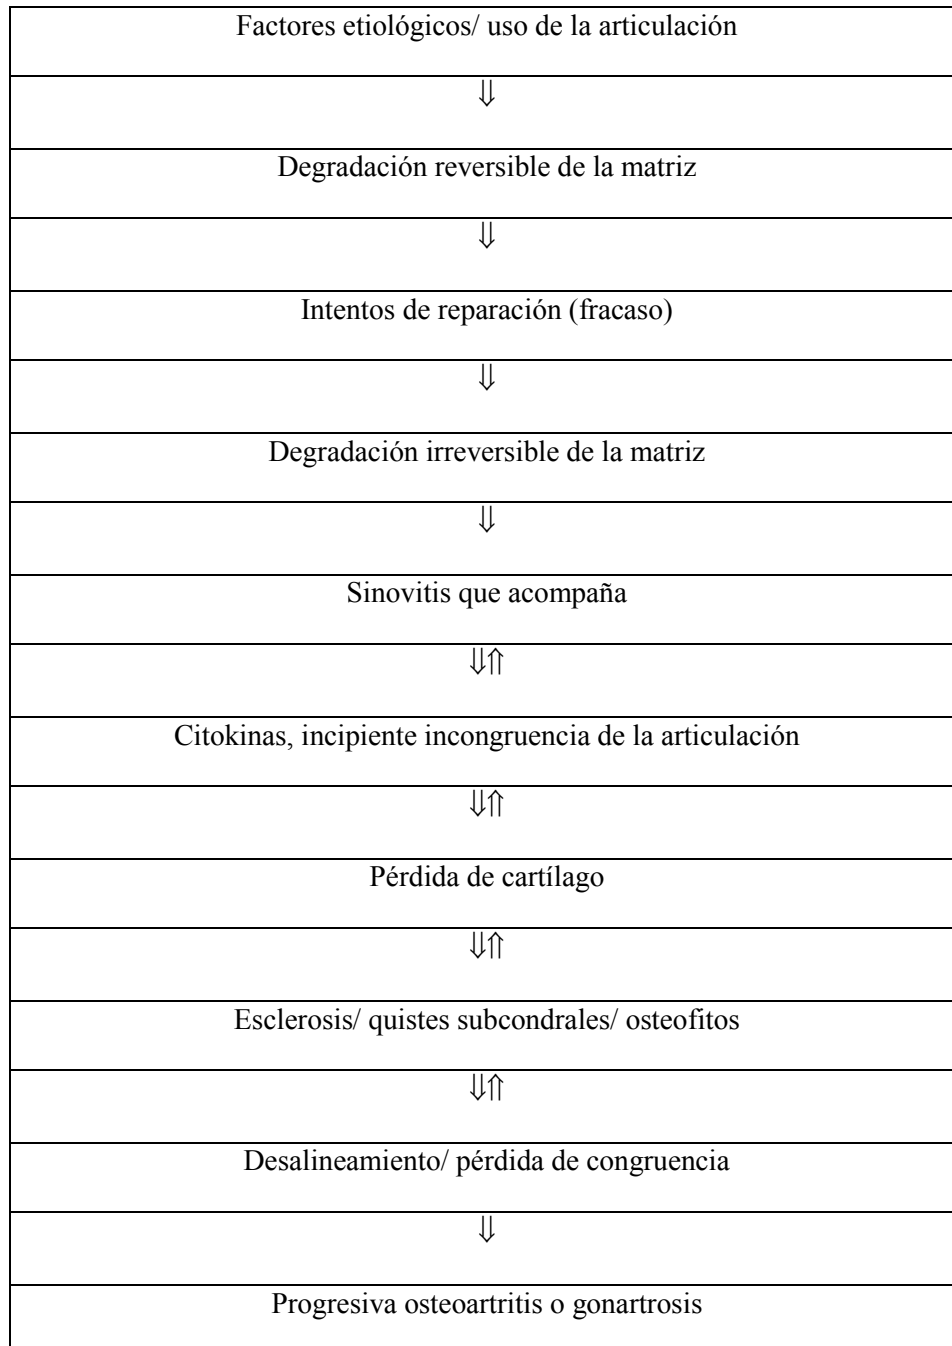 Factores etiológicos/ uso de la articulación
⇓
Degradación reversible de la matriz
⇓
Intentos de reparación (fracaso)
⇓
Degradación irreversible de la matriz
⇓
Sinovitis que acompaña
⇓⇑
Citokinas, incipiente incongruencia de la articulación
⇓⇑
Pérdida de cartílago
⇓⇑
Esclerosis/ quistes subcondrales/ osteofitos
⇓⇑
Desalineamiento/ pérdida de congruencia
⇓
Progresiva osteoartritis o gonartrosis